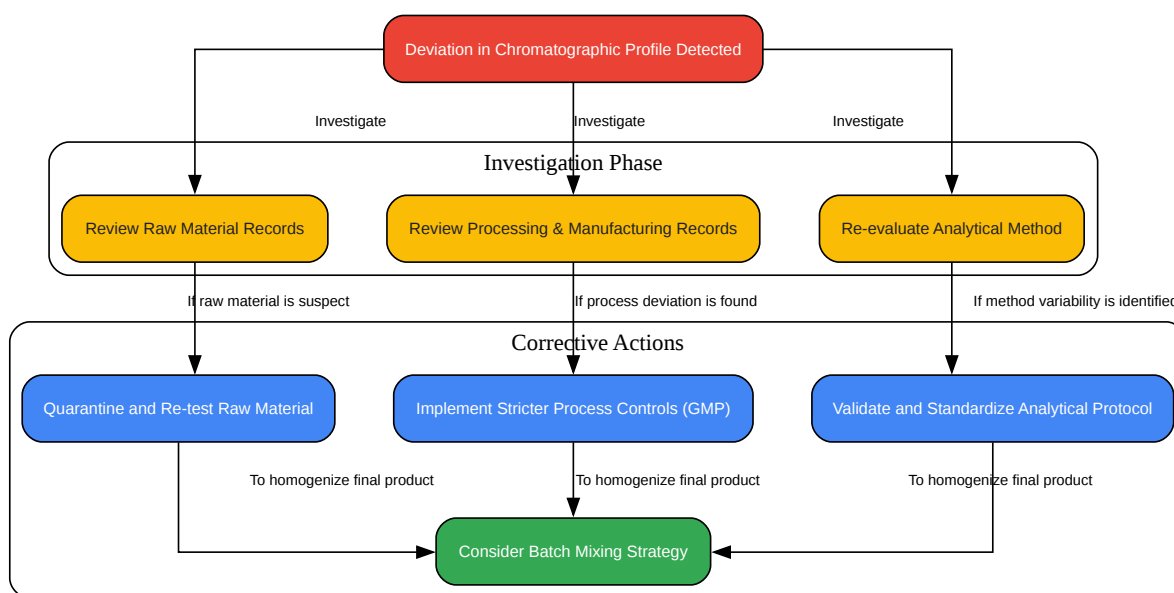 Deviation in Chromatographic Profile Detected
Investigate
Investigate
Investigate
Investigation Phase
Review Raw Material Records
Review Processing & Manufacturing Records
Re-evaluate Analytical Method
If raw material is suspect
If process deviation is found
If method variability is identified
Corrective Actions
Quarantine and Re-test Raw Material
Implement Stricter Process Controls (GMP)
Validate and Standardize Analytical Protocol
To homogenize final product
To homogenize final product
To homogenize final product
Consider Batch Mixing Strategy